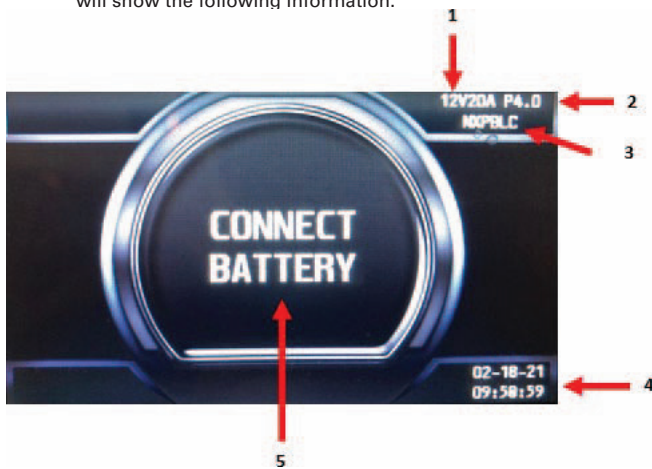 will show the following information.
1
12V20A P4.0
2
NXPBLC
3
CONNECT
BATTERY
02-18-21
09:58:59
4
5